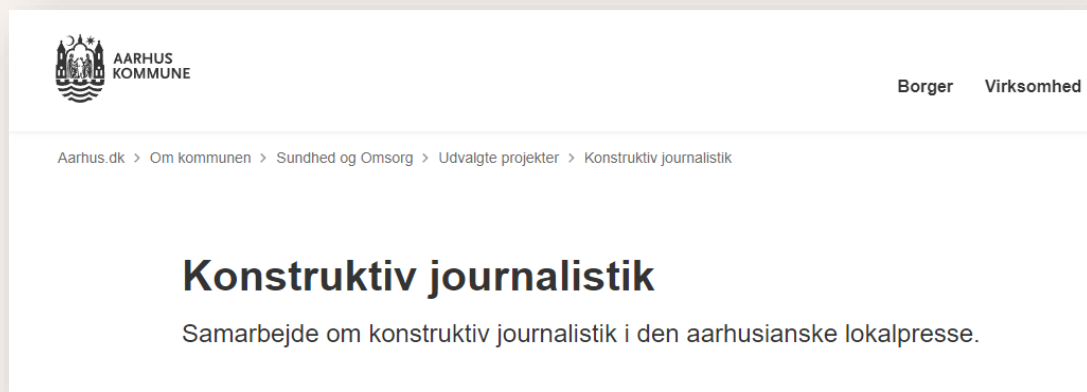 AARHUS
KOMMUNE
Borger Virksomhed
Aarhus.dk > Om kommunen > Sundhed og Omsorg > Udvalgte projekter > Konstruktiv journalistik
Konstruktiv journalistik
Samarbejde om konstruktiv journalistik i den aarhusianske lokalpresse.